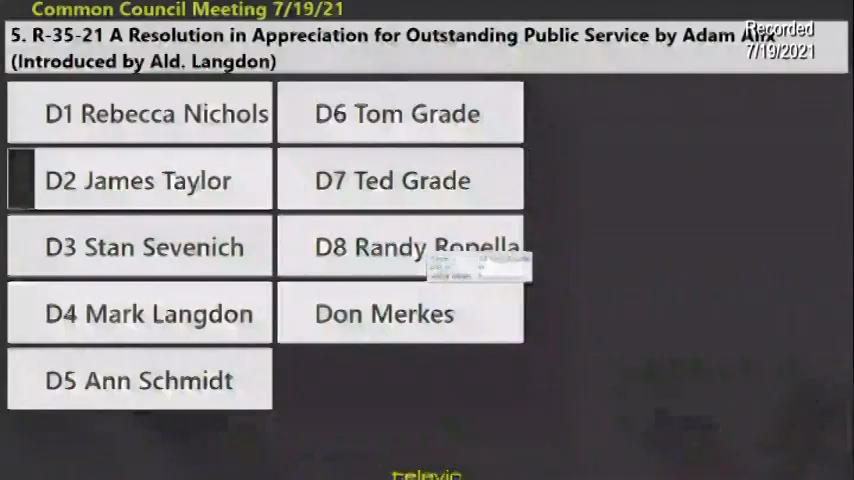 Common Council Meeting 7/19/21
Recorded
7/19/2021
5. R-35-21 A Resolution in Appreciation for Outstanding Public Service by Adam Alix
(Introduced by Ald. Langdon)
D1 Rebecca Nichols
D2 James Taylor
D3 Stan Sevenich
D4 Mark Langdon
D5 Ann Schmidt
D6 Tom Grade
D7 Ted Grade
D8 Randy Ropella
Don Merkes
televic